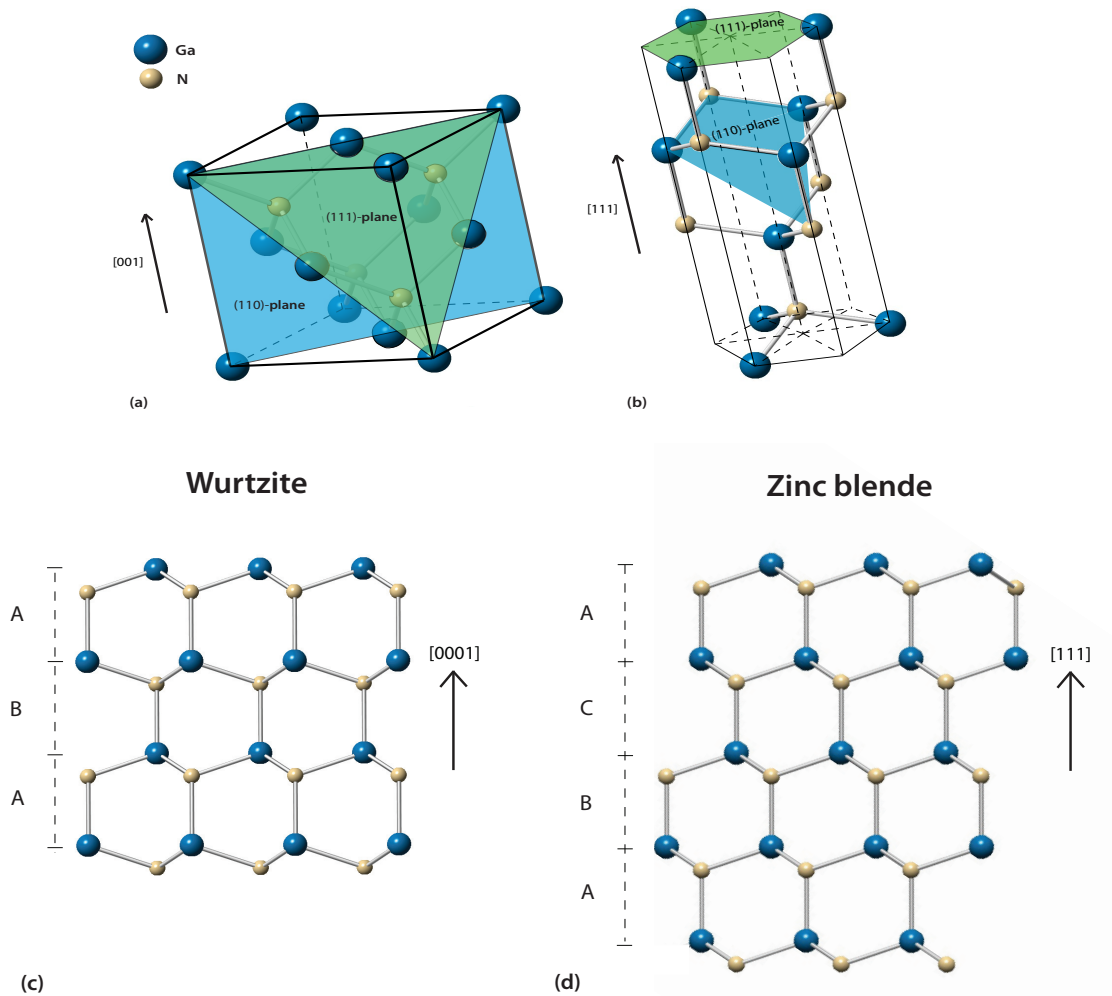 Ga
N
(111)-plane
[001]
(110)-plane
(a)
(111)-plane
(110)-plane
[111]
(b)
Wurtzite
A
B
A
[0001]
(c)
Zinc blende
A
C
B
A
[111]
(d)